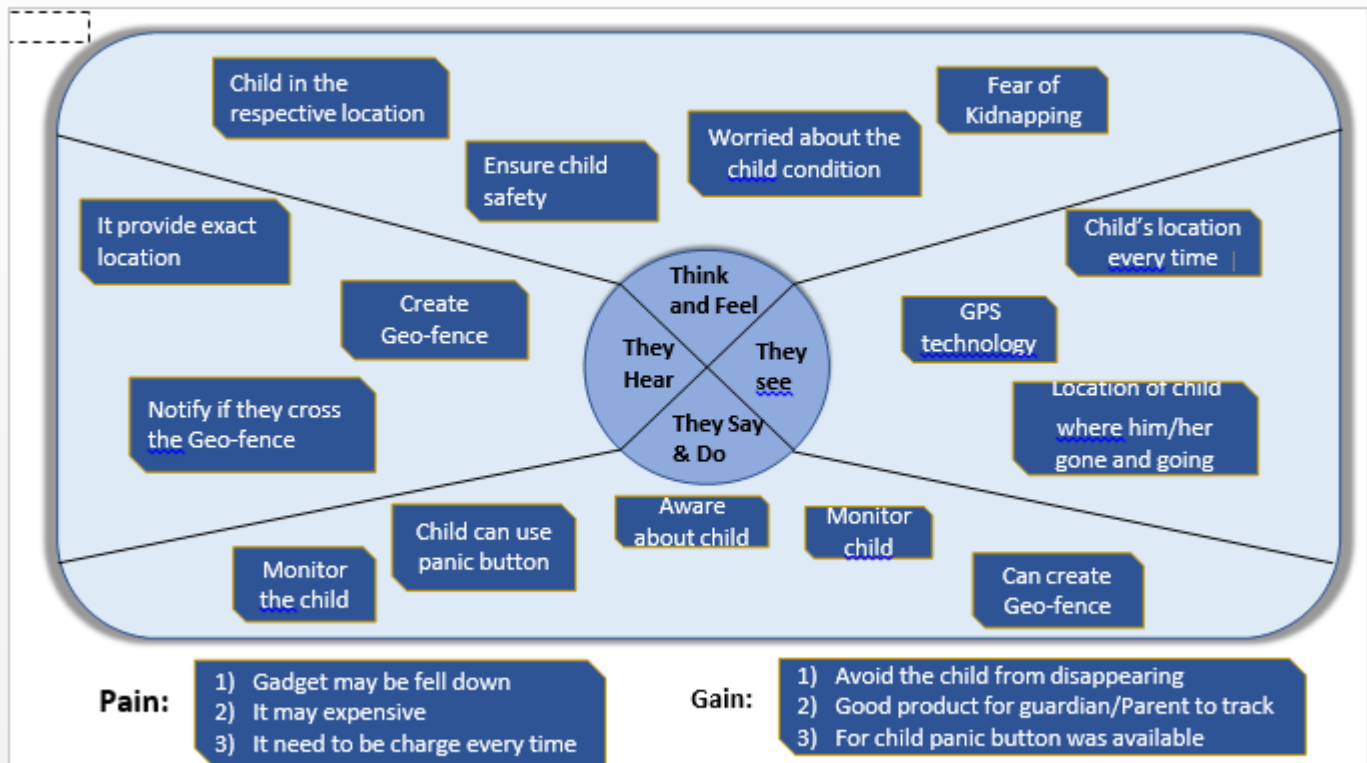 Child in the
respective location
Ensure child
safety
Worried about the
child condition
Fear of
Kidnapping
It provide exact
location
Create
Geo-fence
Notify if they cross
the Geo-fence
Think
and Feel
They
Hear
They
see
They Say
& Do
Child's location
every time
GPS
technology
Location of child
where him/her
gone and going
Monitor
the child
Child can use
panic button
Aware
about child
Monitor
child
Can create
Geo-fence
Pain:
1) Gadget may be fell down
2) It may expensive
3) It need to be charge every time
Gain:
1) Avoid the child from disappearing
2) Good product for guardian/Parent to track
3) For child panic button was available